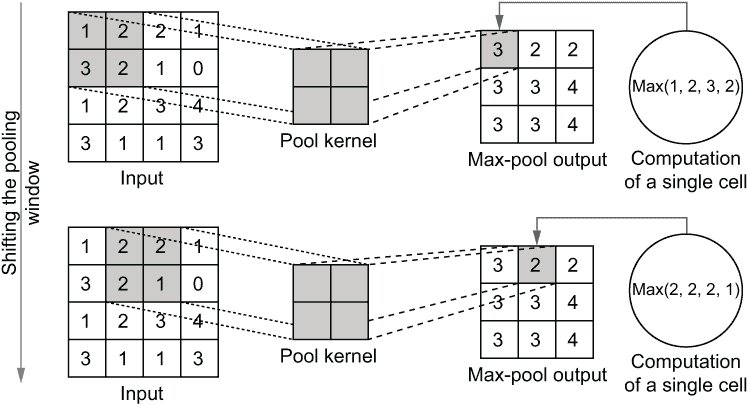 Shifting the pooling
window
1 2 2 1
3 2 1 0
1 2 3 4
3 1 1 3
Input
Pool kernel
3 2 2
3 3 4
3 3 4
Max-pool output
Max(1, 2, 3, 2)
Computation
of a single cell
1 2 2 1
3 2 1 0
1 2 3 4
3 1 1 3
Input
Pool kernel
3 2 2
3 3 4
3 3 4
Max-pool output
Max(2, 2, 2, 1)
Computation
of a single cell